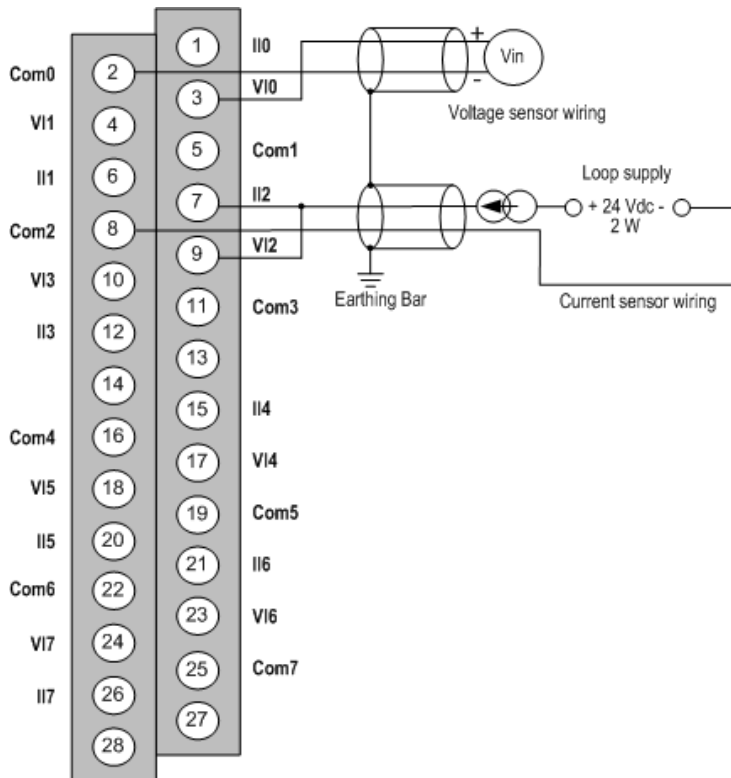 1 II0
Com0 2
3 VI0
VI1 4
5 Com1
II1 6
7 II2
Com2 8
9 VI2
VI3 10
11 Com3
II3 12
13
14
15 II4
Com4 16
17 VI4
VI5 18
19 Com5
II5 20
21 II6
Com6 22
23 VI6
VI7 24
25 Com7
II7 26
27
28
+
Vin
-
Voltage sensor wiring
Loop supply
+ 24 Vdc -
2 W
Earthing Bar
Current sensor wiring